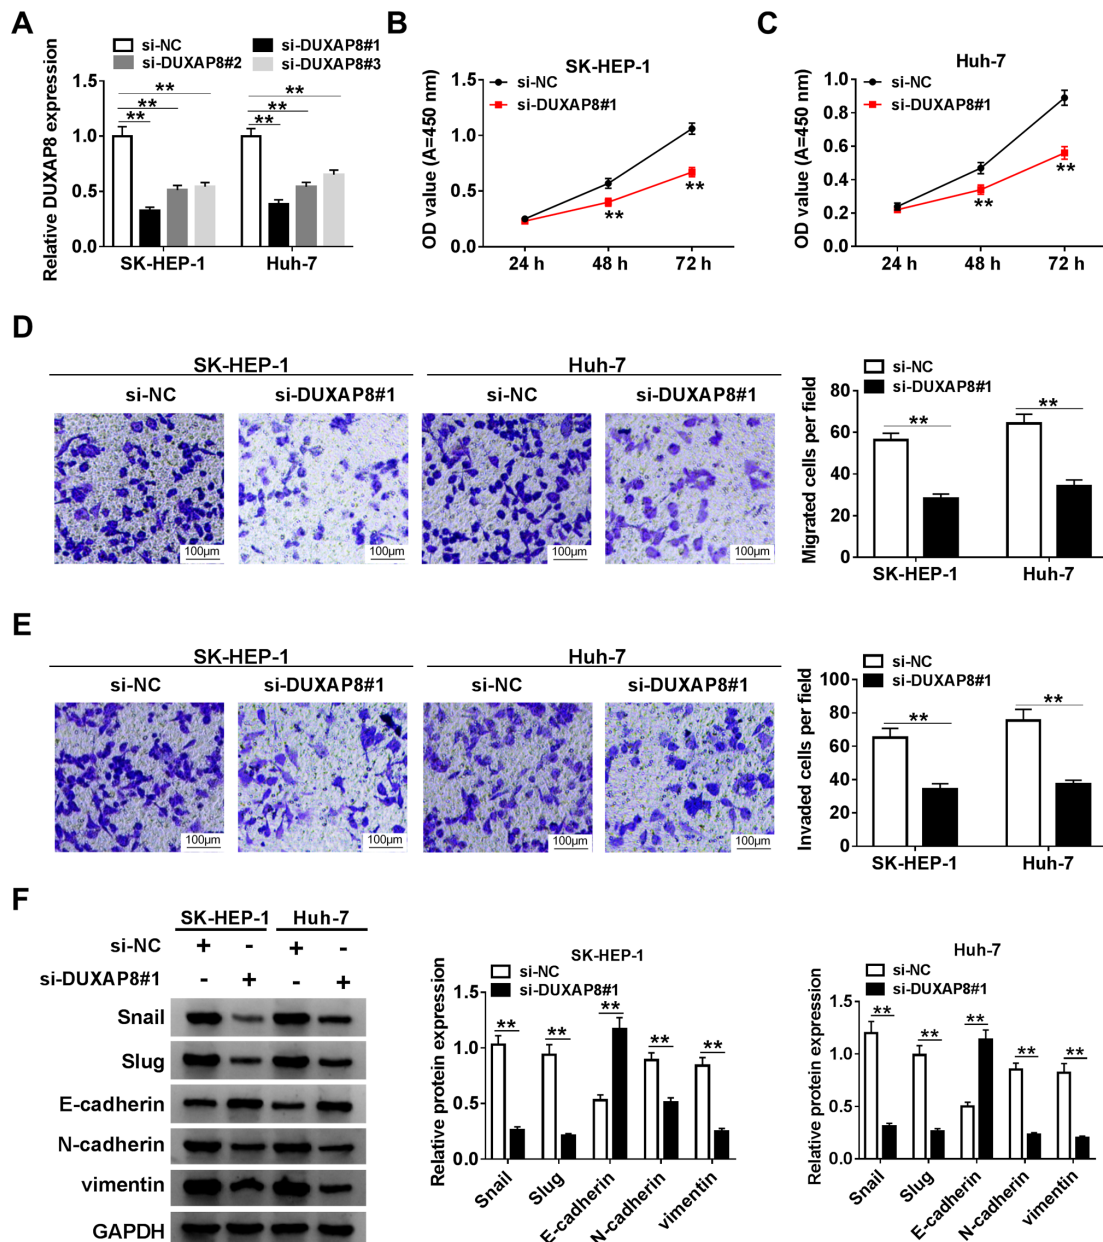 A
si-NC
si-DUXAP8#1
si-DUXAP8#2
si-DUXAP8#3
Relative DUXAP8 expression
1.5
1.0
0.5
0.0
** ** **
** ** **
SK-HEP-1 Huh-7
B
SK-HEP-1
si-NC
si-DUXAP8#1
OD value (A=450 nm)
1.5
1.0
0.5
0.0
** **
24 h 48 h 72 h
C
Huh-7
si-NC
si-DUXAP8#1
OD value (A=450 nm)
1.0
0.8
0.6
0.4
0.2
0.0
** **
24 h 48 h 72 h
D
SK-HEP-1 Huh-7
si-NC si-DUXAP8#1 si-NC si-DUXAP8#1
100μm 100μm 100μm 100μm
si-NC
si-DUXAP8#1
Migrated cells per field
80
60
40
20
0
** **
SK-HEP-1 Huh-7
E
SK-HEP-1 Huh-7
si-NC si-DUXAP8#1 si-NC si-DUXAP8#1
100μm 100μm 100μm 100μm
si-NC
si-DUXAP8#1
Invaded cells per field
100
80
60
40
20
0
** **
SK-HEP-1 Huh-7
F
SK-HEP-1 Huh-7
si-NC + - + -
si-DUXAP8#1 - + - +
Snail
Slug
E-cadherin
N-cadherin
vimentin
GAPDH
SK-HEP-1
si-NC
si-DUXAP8#1
Relative protein expression
1.5
1.0
0.5
0.0
** ** ** ** **
Snail Slug E-cadherin N-cadherin vimentin
Huh-7
si-NC
si-DUXAP8#1
Relative protein expression
1.5
1.0
0.5
0.0
** ** ** ** **
Snail Slug E-cadherin N-cadherin vimentin